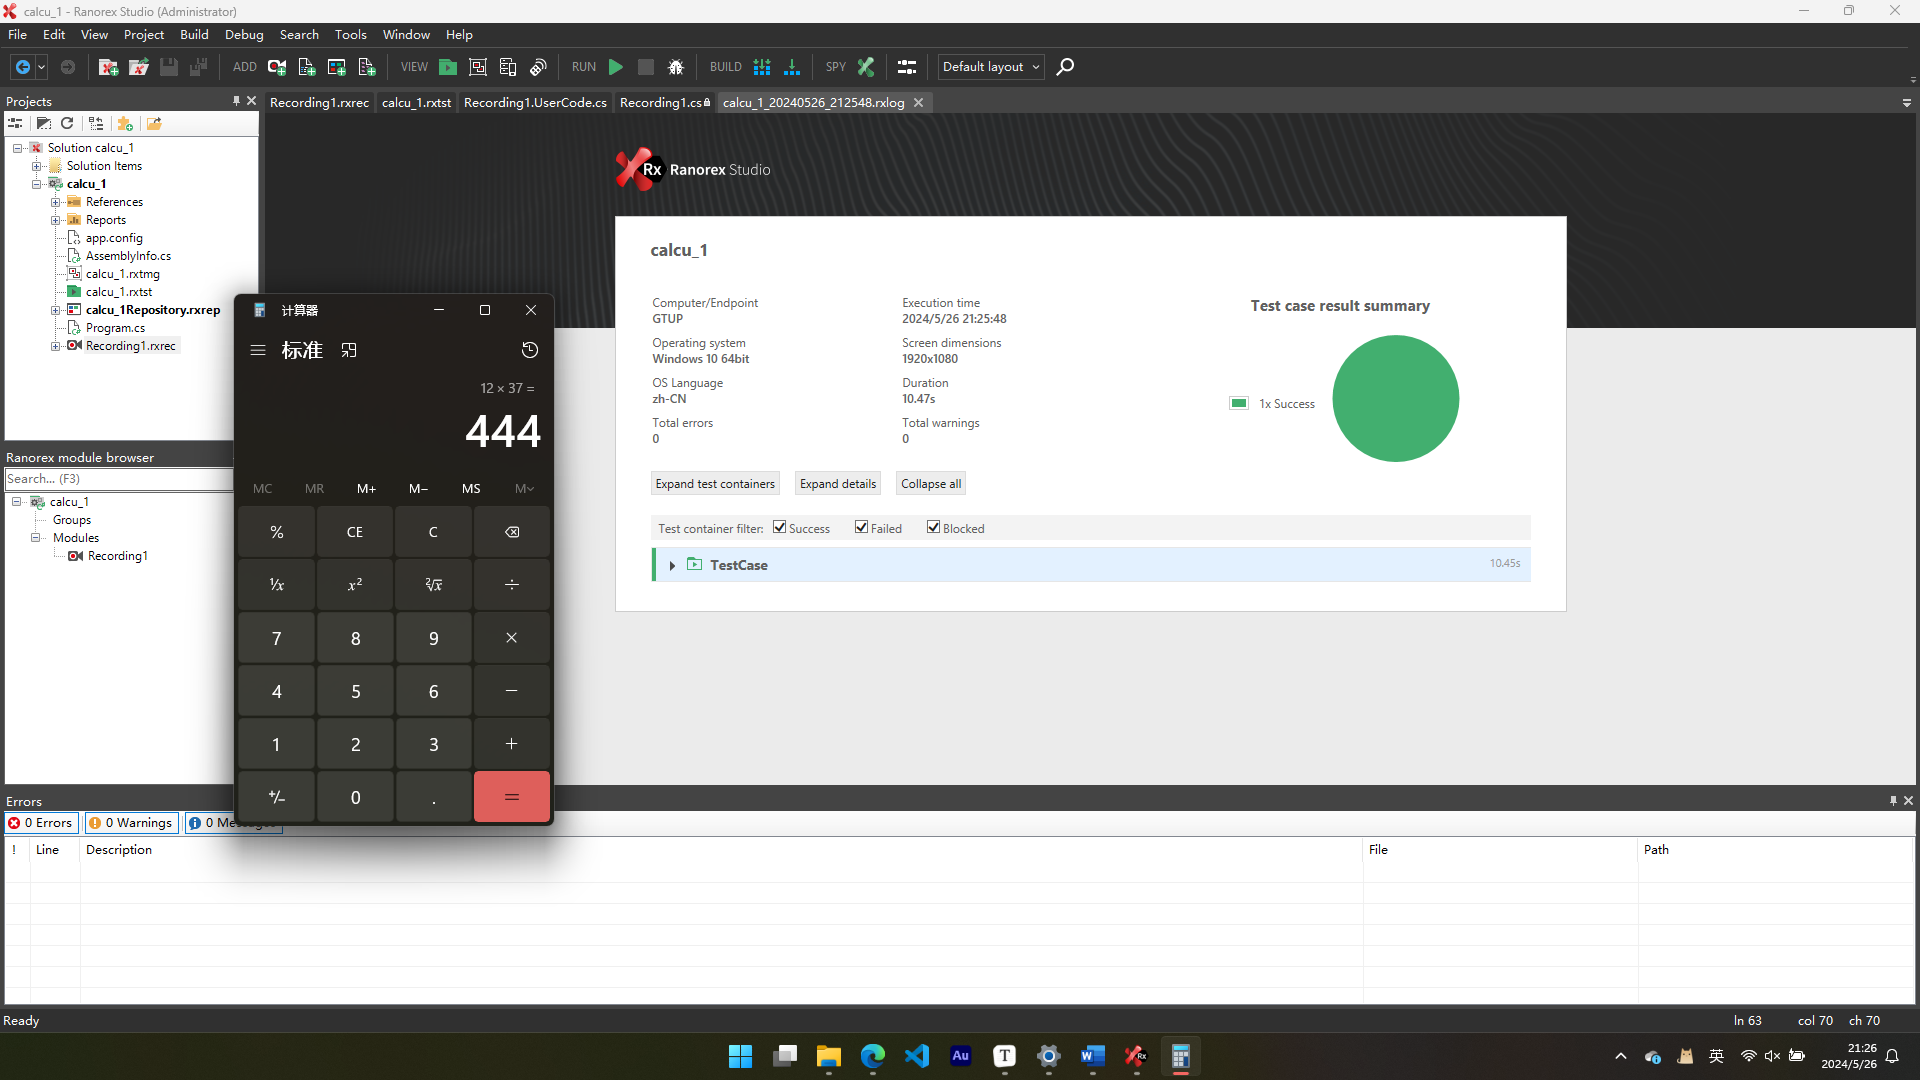 calcu_1 - Ranorex Studio (Administrator)
File Edit View Project Build Debug Search Tools Window Help
ADD VIEW RUN BUILD SPY Default layout
Projects
Recording1.rxrec calcu_1.rxtst Recording1.UserCode.cs Recording1.cs calcu_1_20240526_212548.rxlog
Solution calcu_1
Solution Items
calcu_1
References
Reports
app.config
AssemblyInfo.cs
calcu_1.rxtmg
calcu_1.rxtst
calcu_1Repository.rxrep
Program.cs
Recording1.rxrec
Ranorex module browser
Search... (F3)
calcu_1
Groups
Modules
Recording1
计算器
标准
12 × 37 =
444
MC MR M+ M− MS M
% CE C
¹⁄x x² ²√x ÷
7 8 9 ×
4 5 6 −
1 2 3 +
+/− 0 . =
Rx Ranorex Studio
calcu_1
Computer/Endpoint
GTUP
Execution time
2024/5/26 21:25:48
Operating system
Windows 10 64bit
Screen dimensions
1920x1080
OS Language
zh-CN
Duration
10.47s
Total errors
0
Total warnings
0
Test case result summary
1x Success
Expand test containers Expand details Collapse all
Test container filter: Success Failed Blocked
TestCase 10.45s
Errors
0 Errors 0 Warnings 0 Me
! Line Description File Path
Ready ln 63 col 70 ch 70
Au T W Rx
英
21:26
2024/5/26